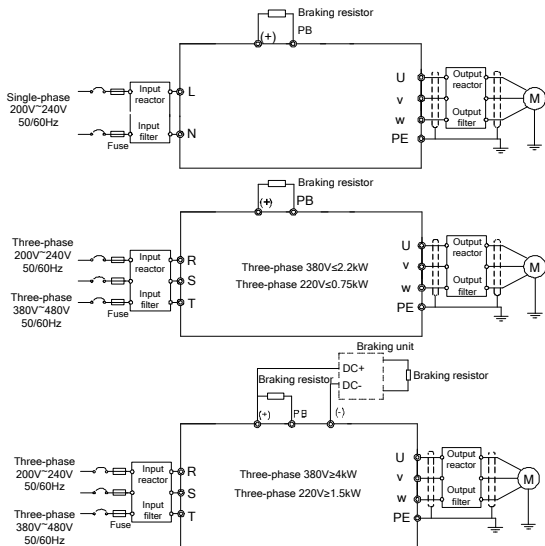 Braking resistor
(+) PB
Single-phase
200V~240V
50/60Hz
Input
reactor
Input
filter
Fuse
L
N
U
v
w
PE
Output
reactor
Output
filter
M
Braking resistor
(+) PB
Three-phase
200V~240V
50/60Hz
Three-phase
380V~480V
50/60Hz
Input
reactor
Input
filter
Fuse
R
S
T
Three-phase 380V≤2.2kW
Three-phase 220V≤0.75kW
U
v
w
PE
Output
reactor
Output
filter
M
Braking unit
DC+
DC-
Braking resistor
Braking resistor
(+) PB (-)
Three-phase
200V~240V
50/60Hz
Three-phase
380V~480V
50/60Hz
Input
reactor
Input
filter
Fuse
R
S
T
Three-phase 380V≥4kW
Three-phase 220V≥1.5kW
U
v
w
PE
Output
reactor
Output
filter
M